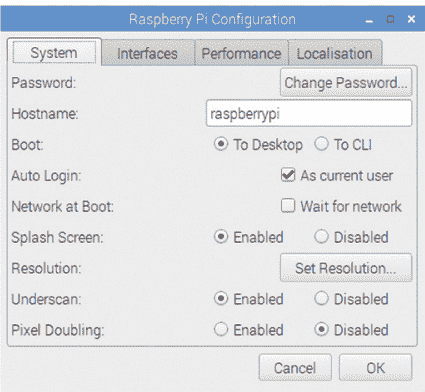 Raspberry Pi Configuration
System Interfaces Performance Localisation
Password: Change Password...
Hostname: raspberrypi
Boot: To Desktop To CLI
Auto Login: As current user
Network at Boot: Wait for network
Splash Screen: Enabled Disabled
Resolution: Set Resolution...
Underscan: Enabled Disabled
Pixel Doubling: Enabled Disabled
Cancel OK